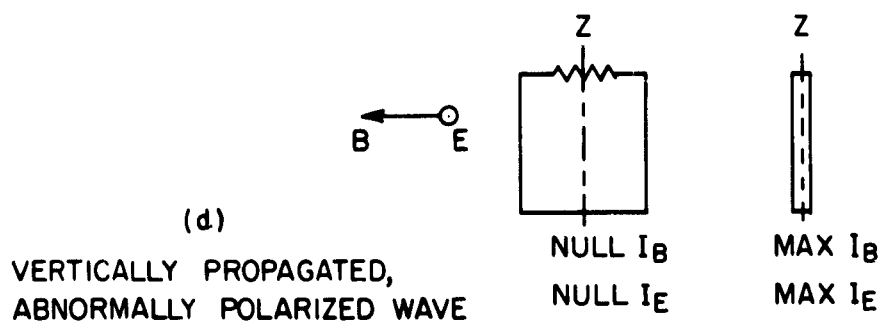 Z
Z
B E
(d)
VERTICALLY PROPAGATED,
ABNORMALLY POLARIZED WAVE
NULL I_B
NULL I_E
MAX I_B
MAX I_E